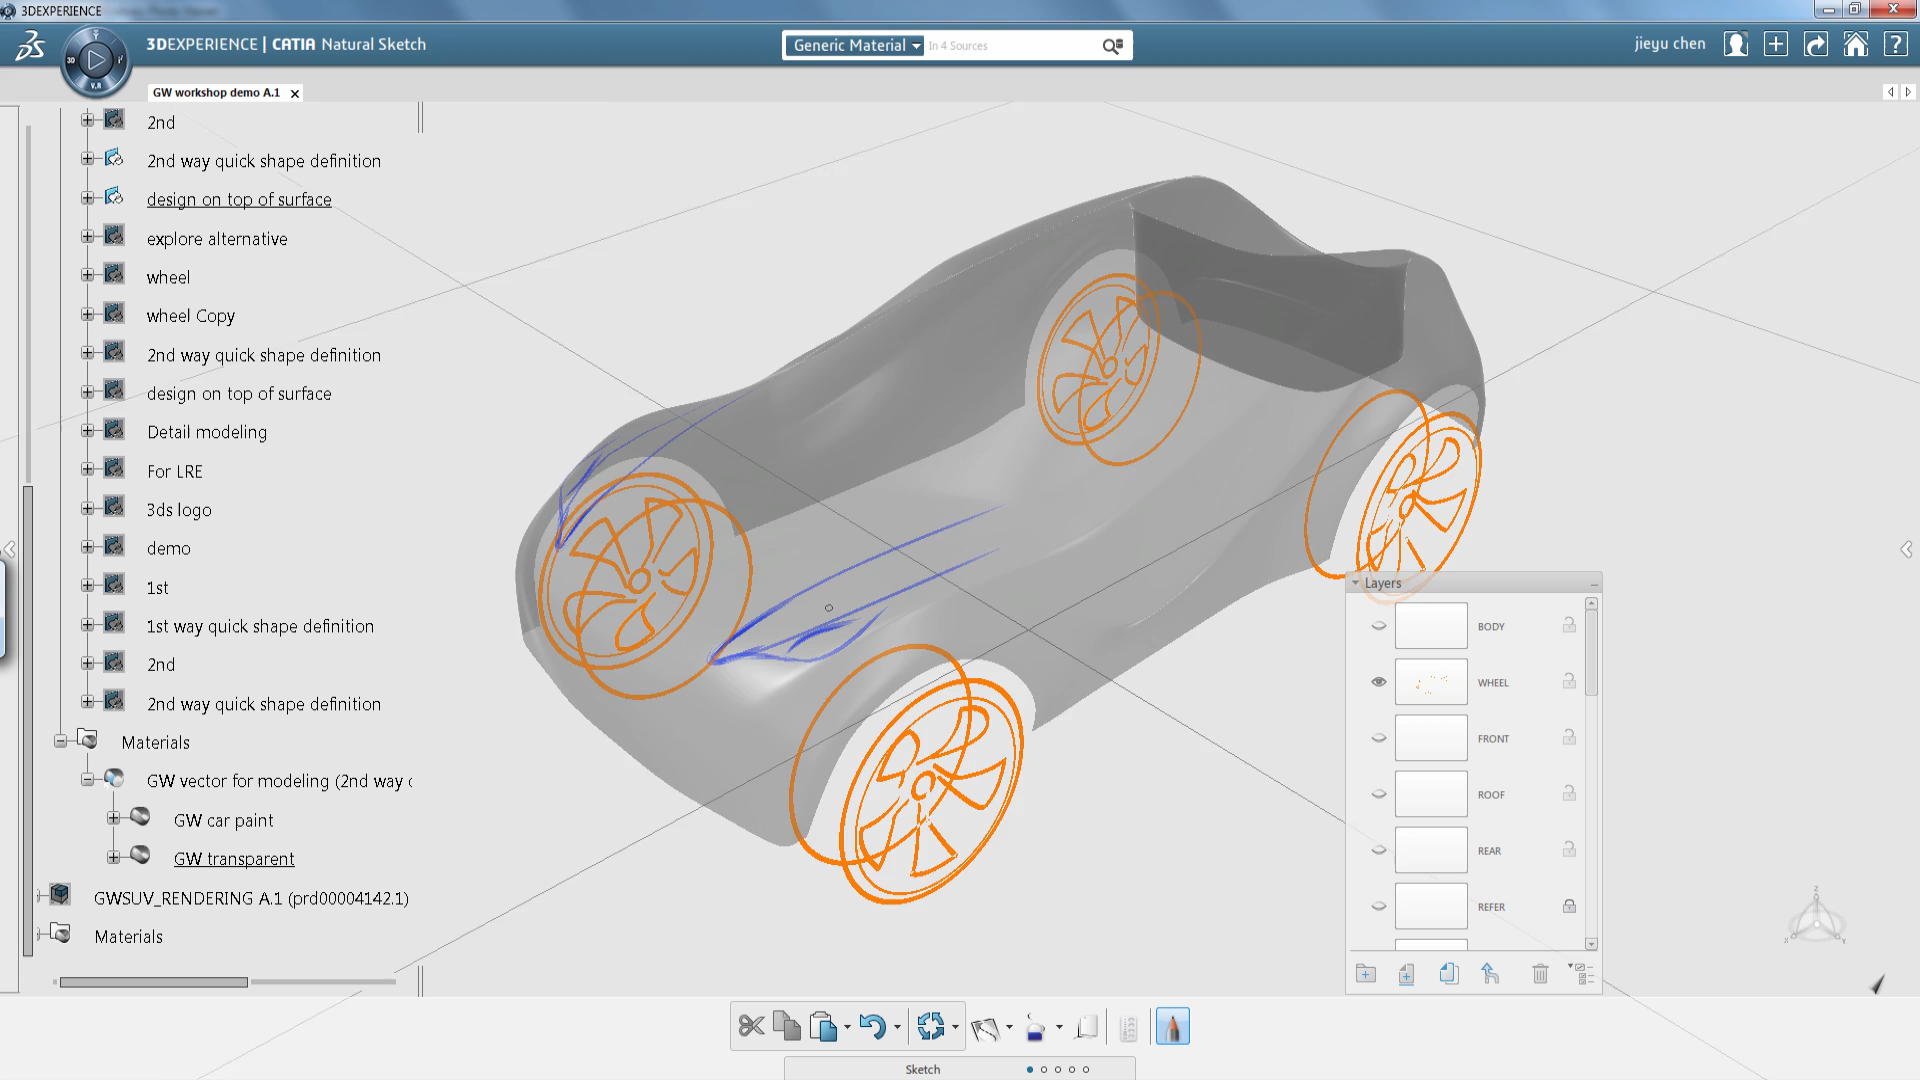 3DEXPERIENCE
3DEXPERIENCE | CATIA Natural Sketch
Generic Material
In 4 Sources
jieyu chen
3D
i²
V.R
GW workshop demo A.1
2nd
2nd way quick shape definition
design on top of surface
explore alternative
wheel
wheel Copy
2nd way quick shape definition
design on top of surface
Detail modeling
For LRE
3ds logo
demo
1st
1st way quick shape definition
2nd
2nd way quick shape definition
Materials
GW vector for modeling (2nd way
GW car paint
GW transparent
GWSUV_RENDERING A.1 (prd00004142.1)
Materials
Layers
BODY
WHEEL
FRONT
ROOF
REAR
REFER
Z
X
Y
Sketch